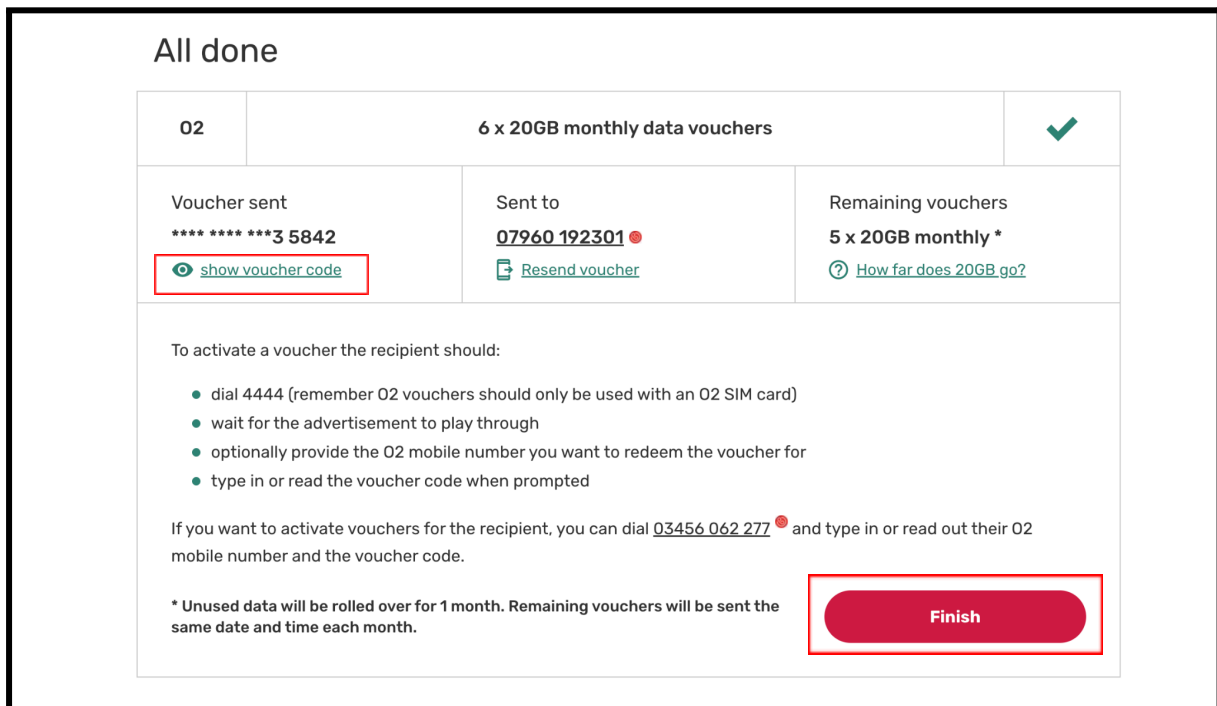 All done
O2
6 x 20GB monthly data vouchers
Voucher sent
**** **** ***3 5842
show voucher code
Sent to
07960 192301
Resend voucher
Remaining vouchers
5 x 20GB monthly *
How far does 20GB go?
To activate a voucher the recipient should:
dial 4444 (remember O2 vouchers should only be used with an O2 SIM card)
wait for the advertisement to play through
optionally provide the O2 mobile number you want to redeem the voucher for
type in or read the voucher code when prompted
If you want to activate vouchers for the recipient, you can dial 03456 062 277 and type in or read out their O2
mobile number and the voucher code.
* Unused data will be rolled over for 1 month. Remaining vouchers will be sent the
same date and time each month.
Finish